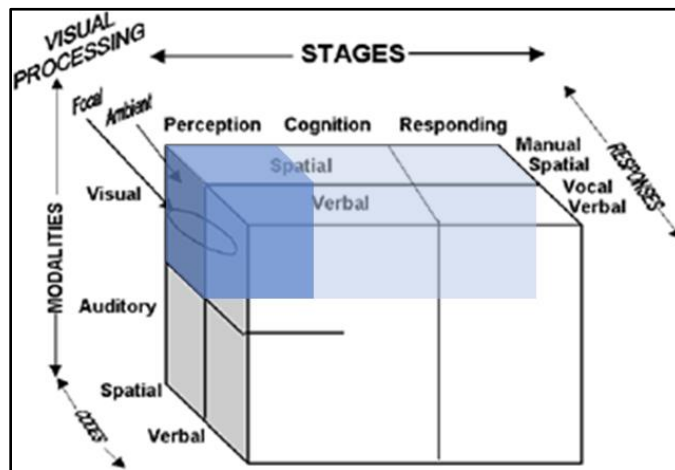 VISUAL
PROCESSING
STAGES
Focal
Ambient
Perception Cognition Responding
Manual
Spatial
Vocal
Verbal
RESPONSES
Spatial
Verbal
Visual
MODALITIES
Auditory
Spatial
Verbal
CODES